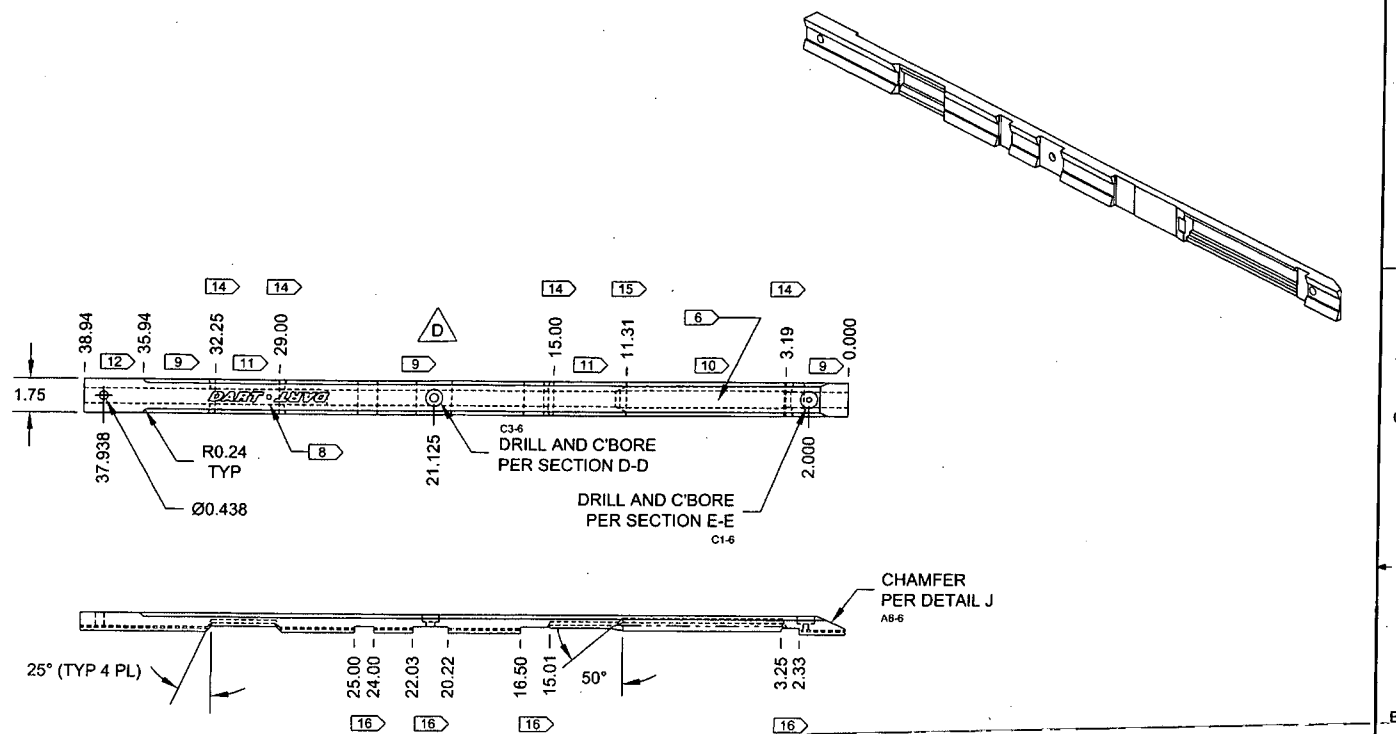 14 14 14 15 14
D
38.94 12 35.94 9 32.25 11 29.00 9 15.00 11 11.31 6 10 3.19 9 0.000
1.75
DART · DART
37.938
R0.24
TYP
8
21.125
C3-6
DRILL AND C'BORE
PER SECTION D-D
2.000
Ø0.438
DRILL AND C'BORE
PER SECTION E-E
C1-6
CHAMFER
PER DETAIL J
A8-6
25° (TYP 4 PL)
25.00 24.00 22.03 20.22 16.50 15.01 50° 3.25 2.33
16 16 16 16